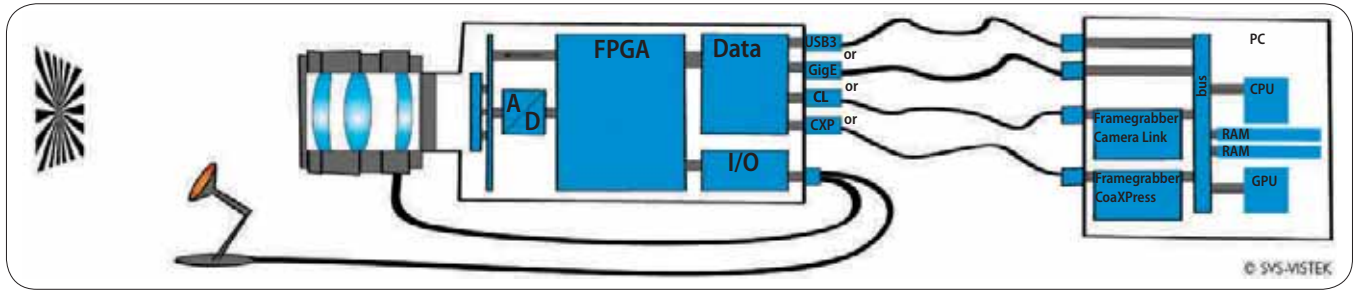 FPGA
Data
A
D
I/O
USB3
or
GigE
or
CL
or
CXP
PC
bus
CPU
Framegrabber
Camera Link
RAM
RAM
Framegrabber
CoaXPress
GPU
© SVS-VISTEK